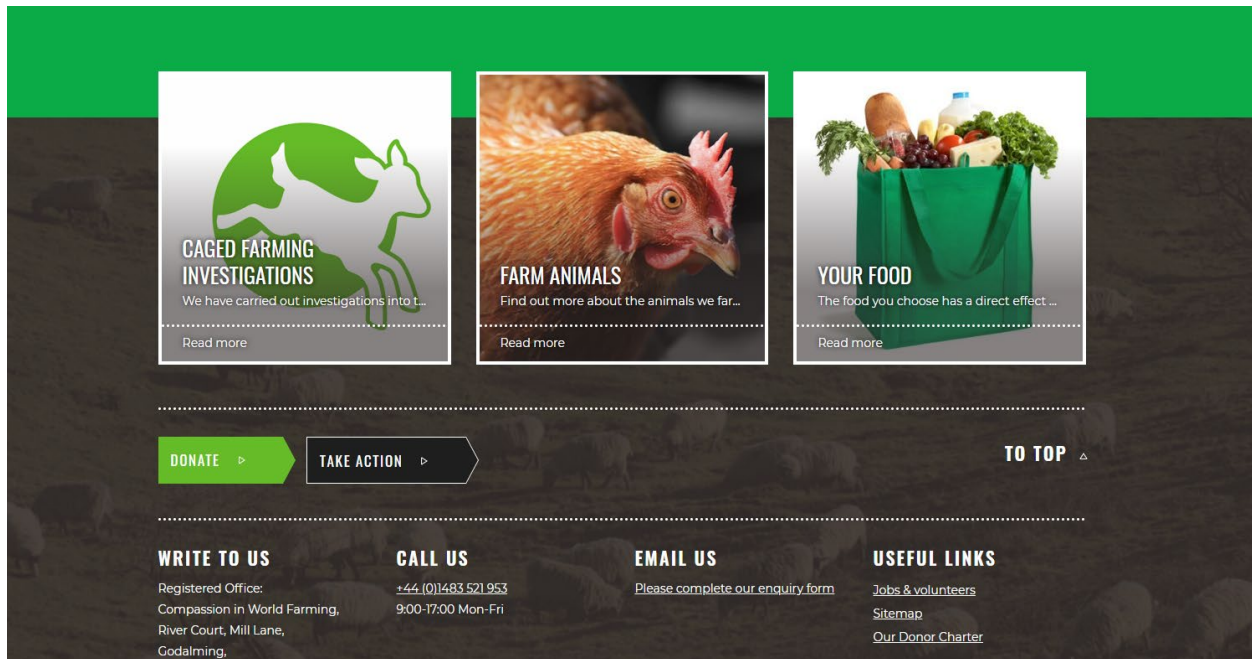 CAGED FARMING
INVESTIGATIONS
We have carried out investigations into t...
Read more
FARM ANIMALS
Find out more about the animals we far...
Read more
YOUR FOOD
The food you choose has a direct effect ...
Read more
DONATE
TAKE ACTION
TO TOP
WRITE TO US
Registered Office:
Compassion in World Farming,
River Court, Mill Lane,
Godalming,
CALL US
+44 (0)1483 521 953
9:00-17:00 Mon-Fri
EMAIL US
Please complete our enquiry form
USEFUL LINKS
Jobs & volunteers
Sitemap
Our Donor Charter